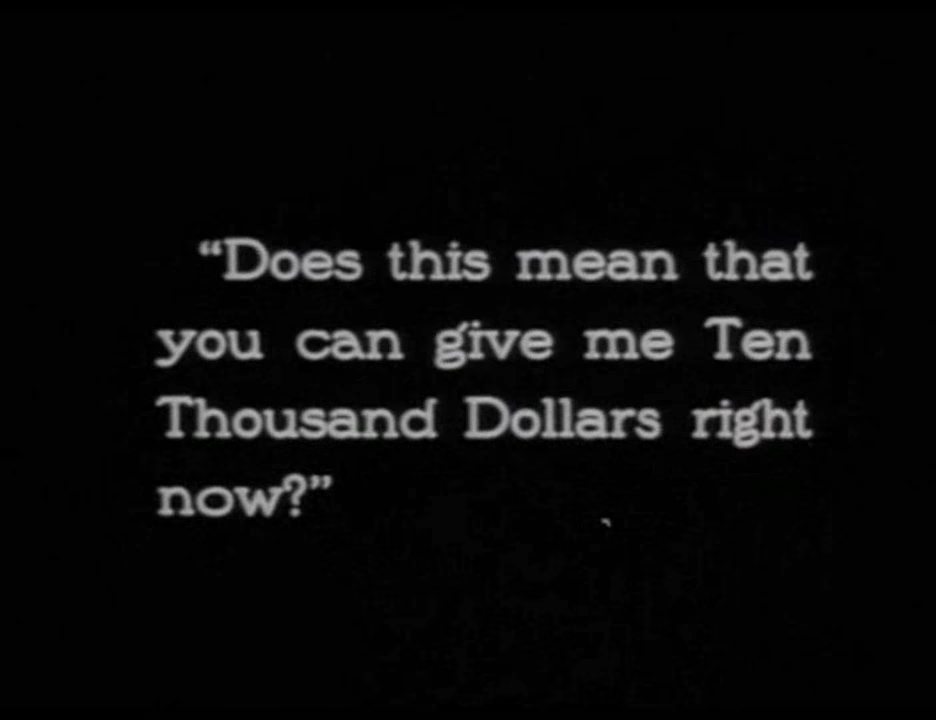 “Does this mean that
you can give me Ten
Thousand Dollars right
now?”